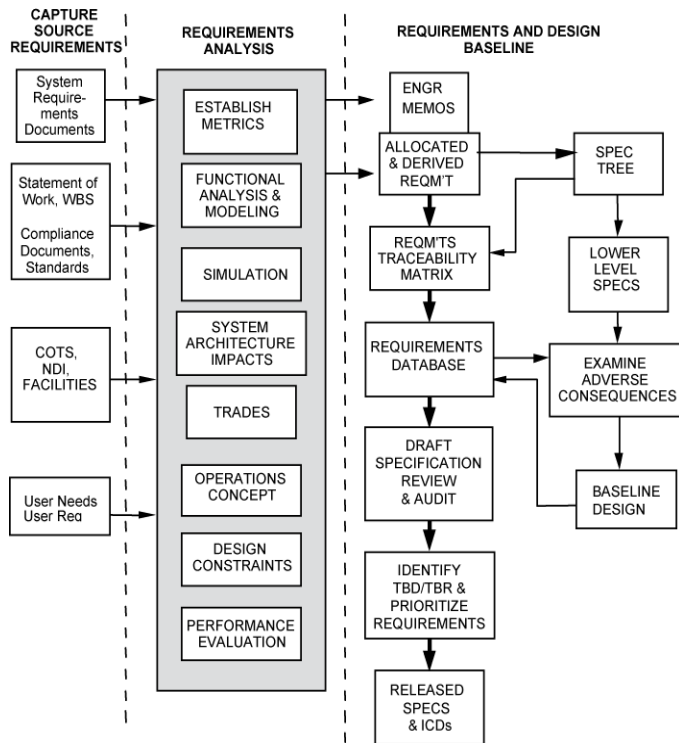 CAPTURE
SOURCE
REQUIREMENTS
REQUIREMENTS
ANALYSIS
REQUIREMENTS AND DESIGN
BASELINE
System
Require-
ments
Documents
Statement of
Work, WBS
Compliance
Documents,
Standards
COTS,
NDI,
FACILITIES
User Needs
User Req
ESTABLISH
METRICS
FUNCTIONAL
ANALYSIS &
MODELING
SIMULATION
SYSTEM
ARCHITECTURE
IMPACTS
TRADES
OPERATIONS
CONCEPT
DESIGN
CONSTRAINTS
PERFORMANCE
EVALUATION
ENGR
MEMOS
ALLOCATED
& DERIVED
REQM'T
REQM'TS
TRACEABILITY
MATRIX
REQUIREMENTS
DATABASE
DRAFT
SPECIFICATION
REVIEW
& AUDIT
IDENTIFY
TBD/TBR &
PRIORITIZE
REQUIREMENTS
RELEASED
SPECS
& ICDs
SPEC
TREE
LOWER
LEVEL
SPECS
EXAMINE
ADVERSE
CONSEQUENCES
BASELINE
DESIGN